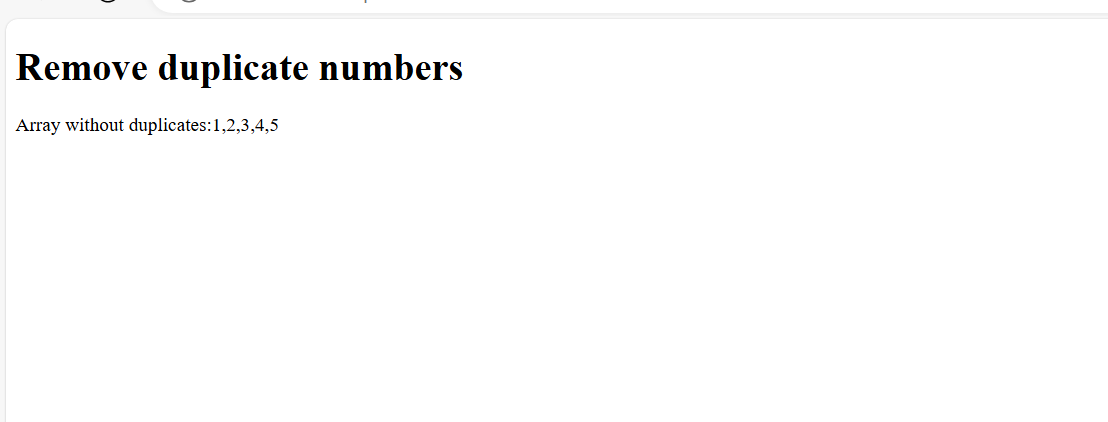 Remove duplicate numbers
Array without duplicates:1,2,3,4,5